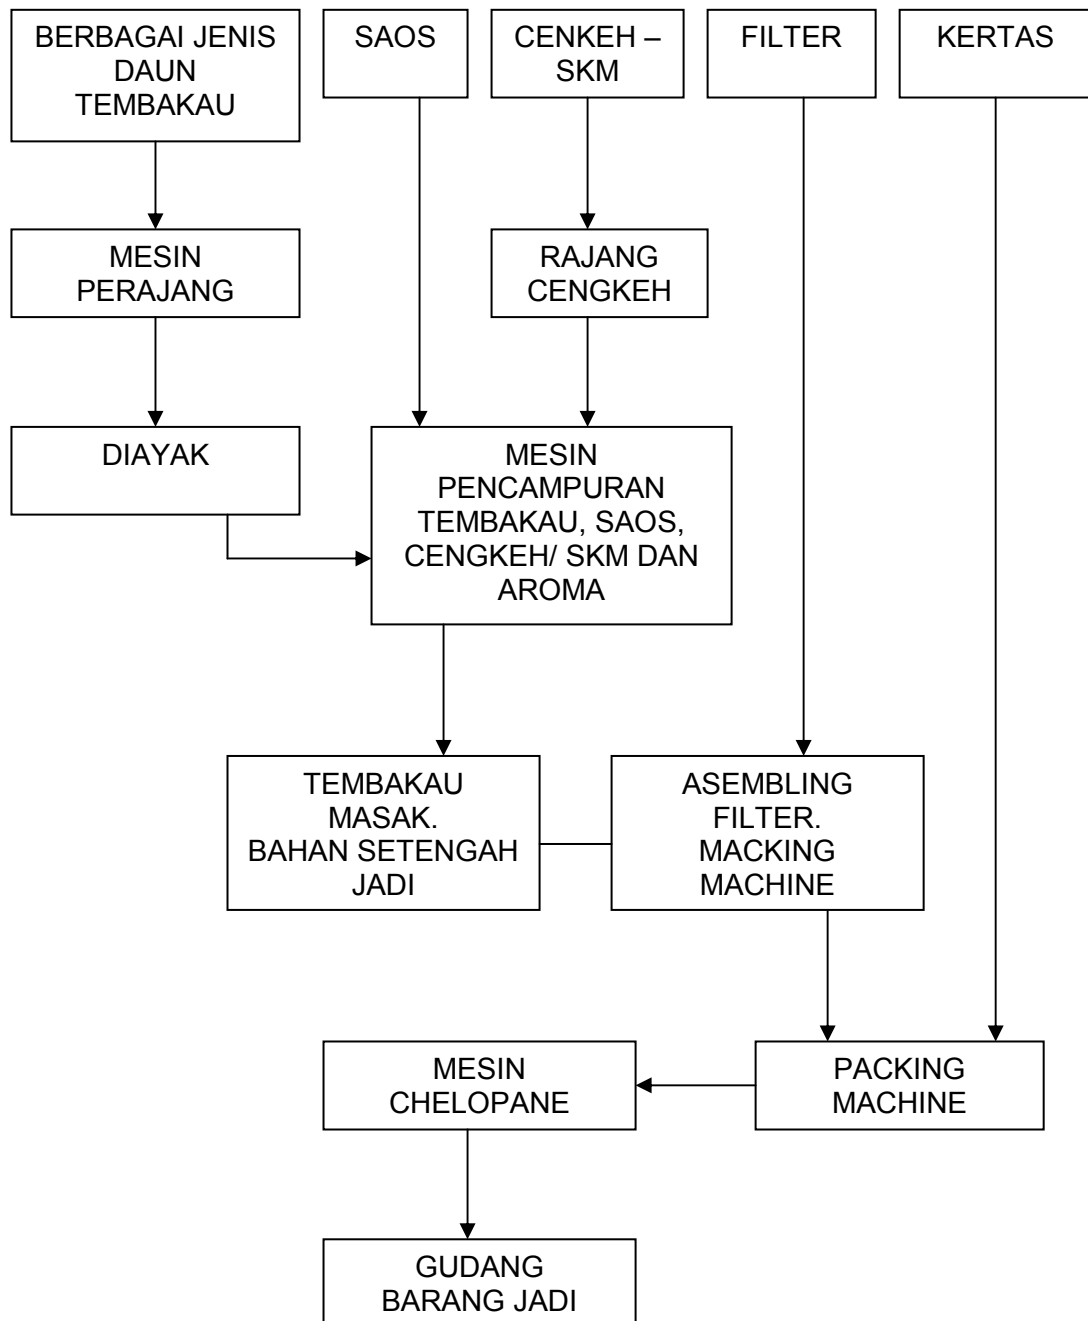 BERBAGAI JENIS
DAUN
TEMBAKAU
SAOS
CENKEH –
SKM
FILTER
KERTAS
MESIN
PERAJANG
RAJANG
CENGKEH
DIAYAK
MESIN
PENCAMPURAN
TEMBAKAU, SAOS,
CENGKEH/ SKM DAN
AROMA
TEMBAKAU
MASAK.
BAHAN SETENGAH
JADI
ASEMBLING
FILTER.
MACKING
MACHINE
MESIN
CHELOPANE
PACKING
MACHINE
GUDANG
BARANG JADI